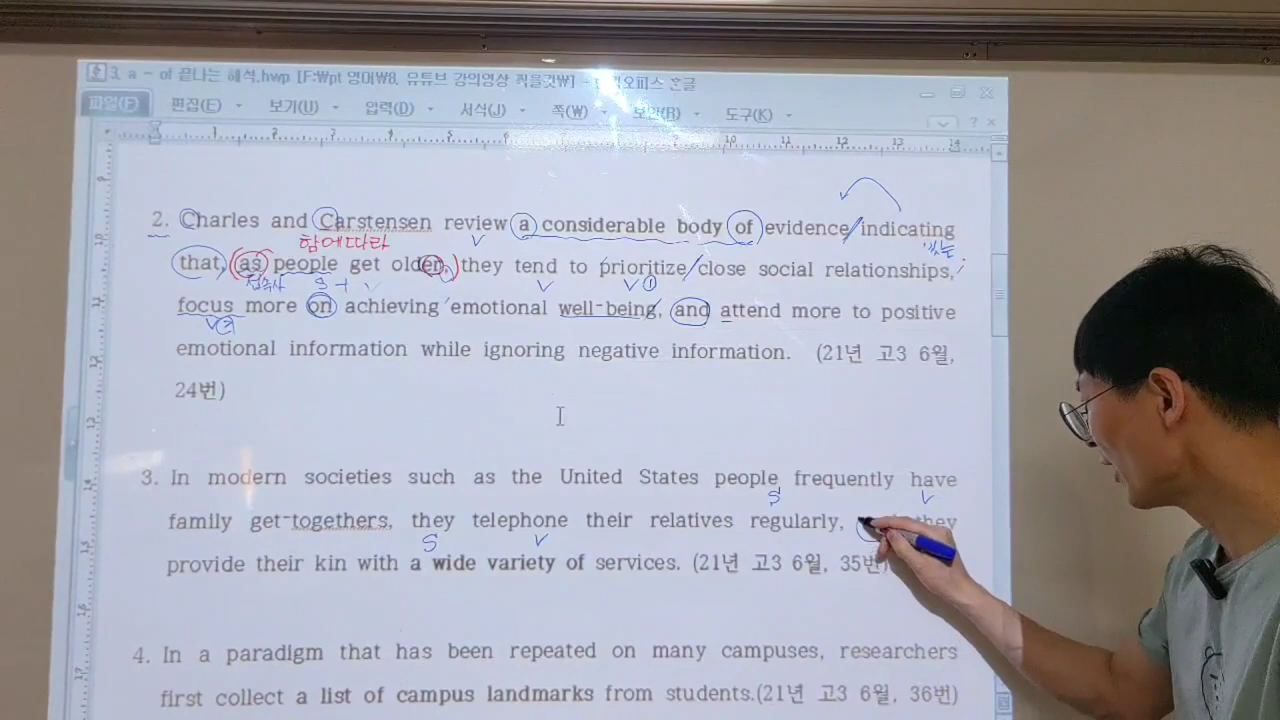 3. a - of 끝나는 해석.hwp [F:₩pt 영어₩8. 유튜브 강의영상 찍을것₩] - 한컴오피스 한글
파일(F) 편집(E) 보기(U) 입력(D) 서식(J) 쪽(W) 보안(R) 도구(K)
2. Charles and Carstensen review a considerable body of evidence indicating
함에따라 있는
that, as people get older, they tend to prioritize close social relationships,
접속사 S V V V ①
focus more on achieving emotional well-being, and attend more to positive
V ②
emotional information while ignoring negative information. (21년 고3 6월,
24번)
3. In modern societies such as the United States people frequently have
S V
family get-togethers, they telephone their relatives regularly, they
S V
provide their kin with a wide variety of services. (21년 고3 6월, 35번)
4. In a paradigm that has been repeated on many campuses, researchers
first collect a list of campus landmarks from students.(21년 고3 6월, 36번)